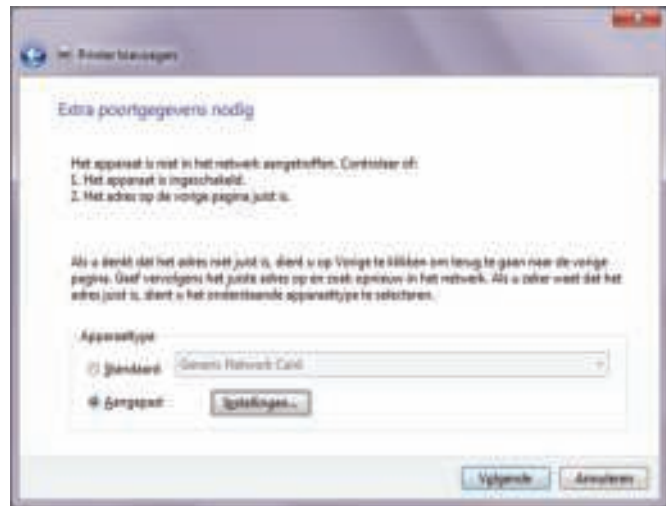 Printer toevoegen
Extra poortgegevens nodig
Het apparaat is niet in het netwerk aangetroffen. Controleer of:
1. Het apparaat is ingeschakeld.
2. Het adres op de vorige pagina juist is.
Als u denkt dat het adres niet juist is, dient u op Vorige te klikken om terug te gaan naar de vorige
pagina. Geef vervolgens het juiste adres op en zoek opnieuw in het netwerk. Als u zeker weet dat het
adres juist is, dient u het onderstaande apparaattype te selecteren.
Apparaattype
Standaard Generic Network Card
Aangepast Instellingen...
Volgende Annuleren